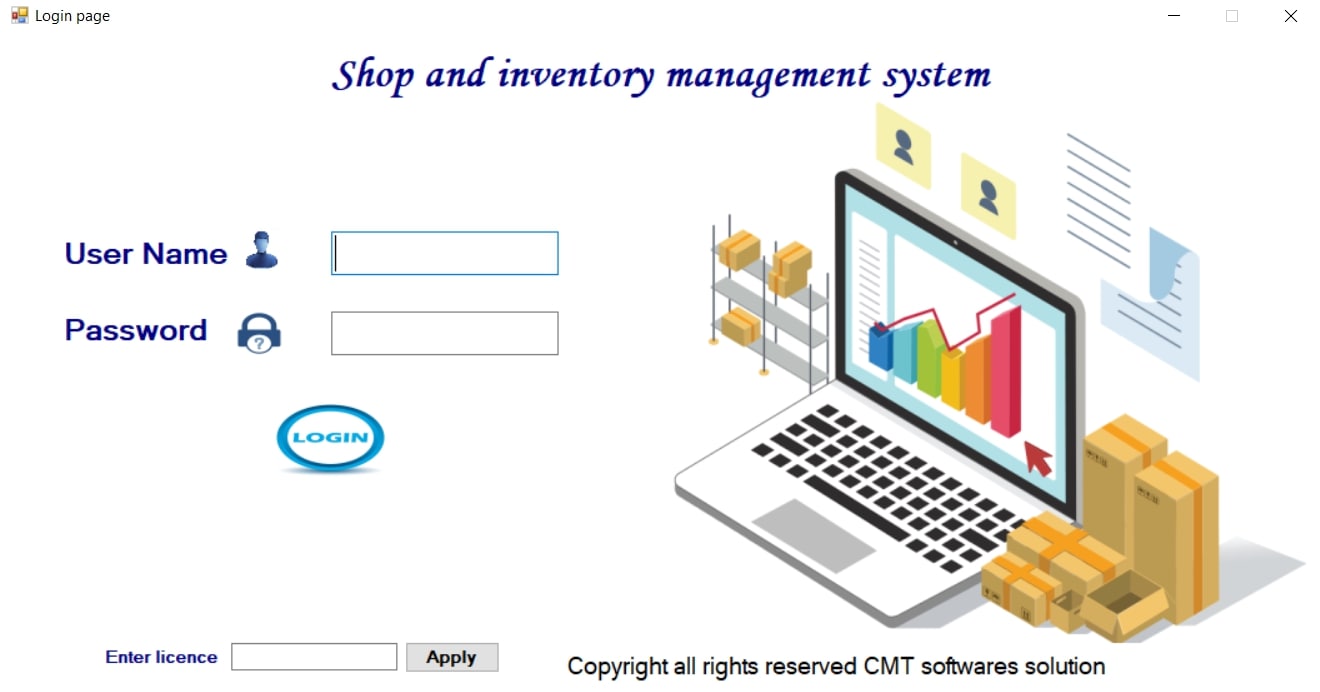 Login page
Shop and inventory management system
User Name
Password
?
LOGIN
Enter licence
Apply
Copyright all rights reserved CMT softwares solution